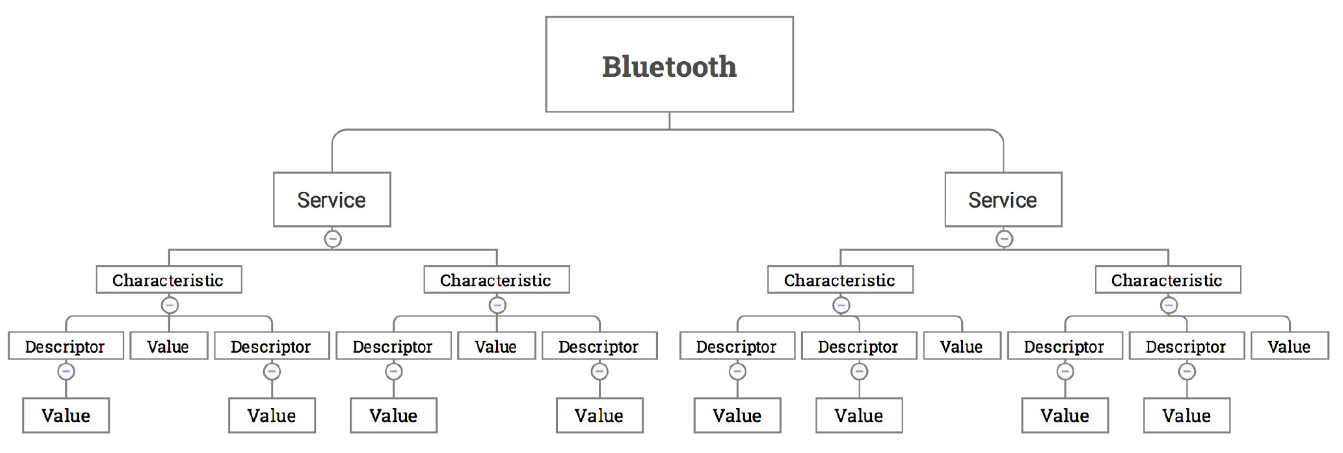 Bluetooth
Service Service
Characteristic Characteristic Characteristic Characteristic
Descriptor Value Descriptor Descriptor Value Descriptor Descriptor Descriptor Value Descriptor Descriptor Value
Value Value Value Value Value Value Value Value